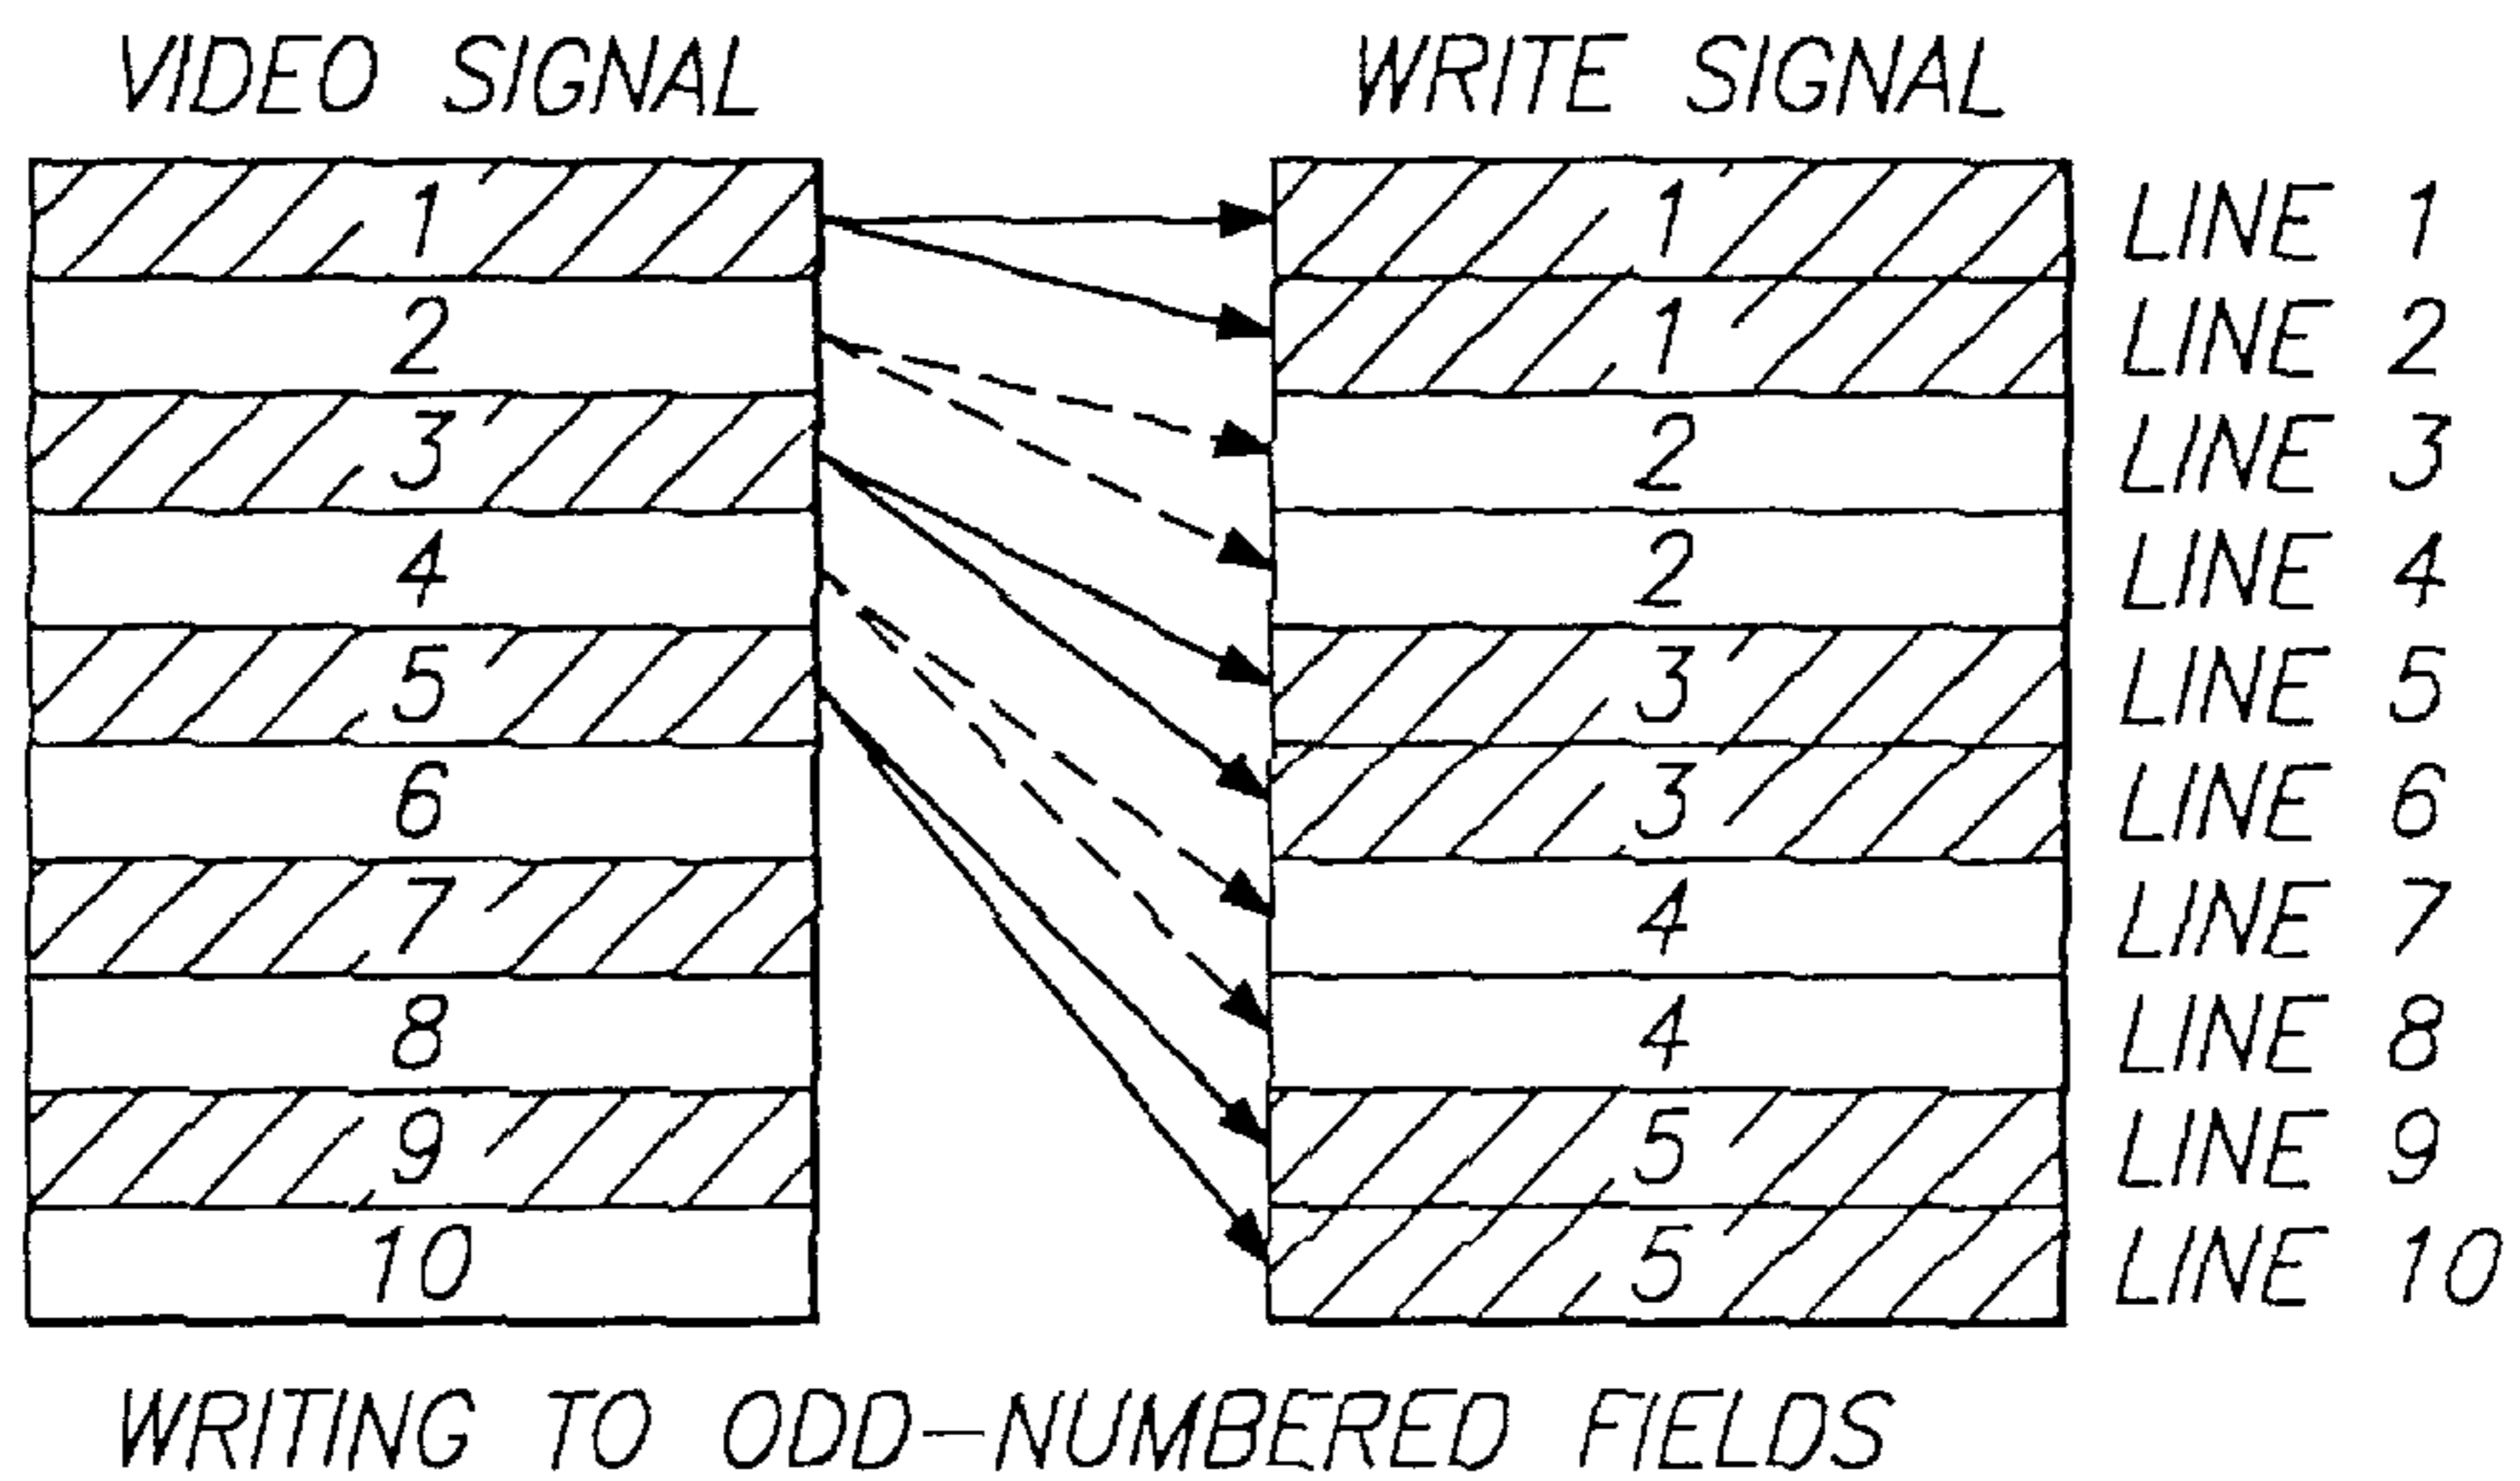 VIDEO SIGNAL WRITE SIGNAL
1 1 LINE 1
2 1 LINE 2
3 2 LINE 3
4 2 LINE 4
5 3 LINE 5
6 3 LINE 6
7 4 LINE 7
8 4 LINE 8
9 5 LINE 9
10 5 LINE 10
WRITING TO ODD-NUMBERED FIELDS